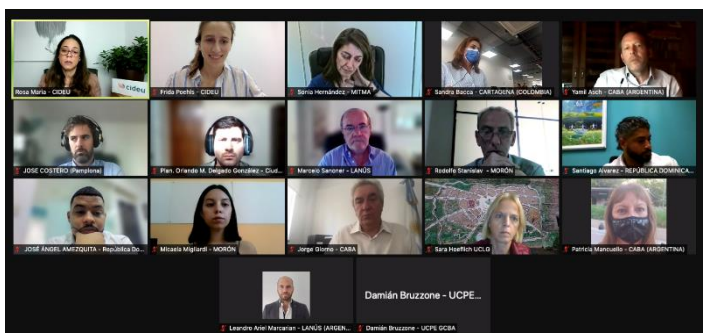 Rosa Maria - CIDEU
cideu
Frida Poehls - CIDEU
Sonia Hernández - MITMA
Sandra Bacca - CARTAGENA (COLOMBIA)
Yamil Asch - CABA (ARGENTINA)
JOSE COSTERO (Pamplona)
Plan. Orlando M. Delgado González - Ciud...
Marcelo Sanoner - LANÚS
Rodolfo Stanislav - MORÓN
Santiago Alvarez - REPÚBLICA DOMINICA...
JOSÉ ÁNGEL AMEZQUITA - República Do...
Micaela Migliardi - MORÓN
Jorge Giorno - CABA
Sara Hoeflich UCLG
Patricia Mancuello - CABA (ARGENTINA)
Leandro Ariel Marcarian - LANÚS (ARGEN...
Damián Bruzzone - UCPE...
Damián Bruzzone - UCPE GCBA